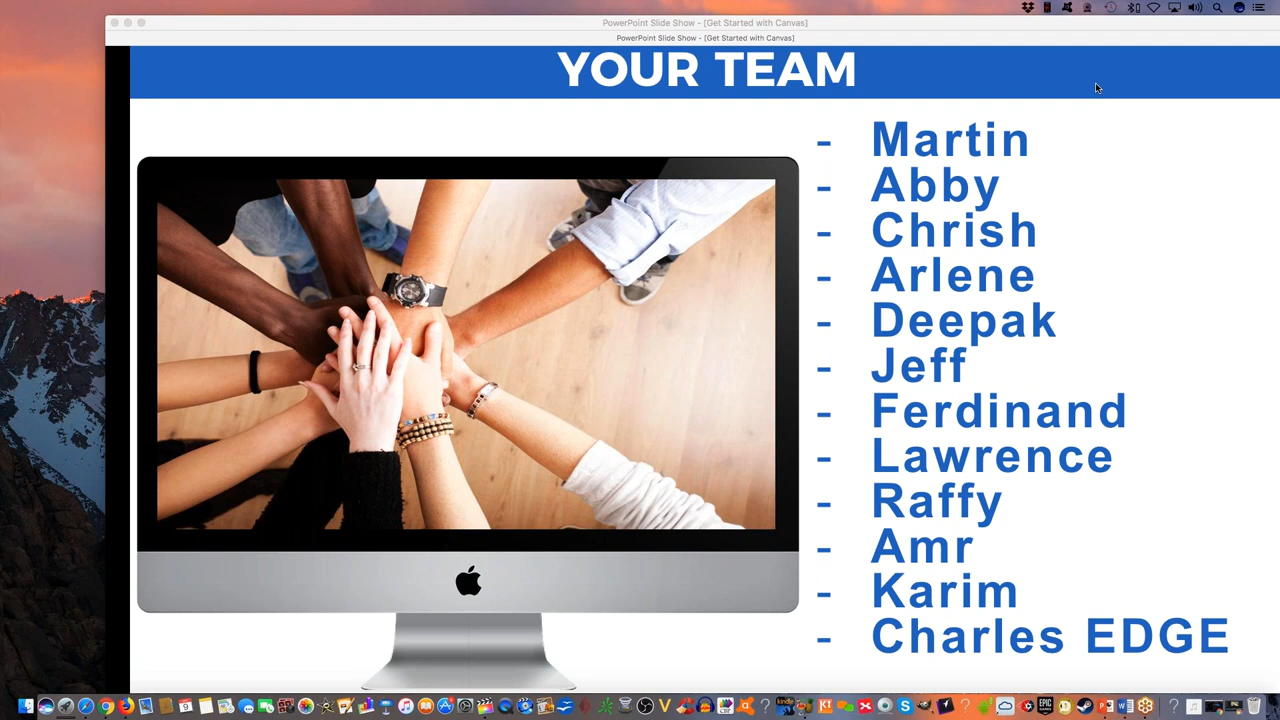 PowerPoint Slide Show - [Get Started with Canvas]
PowerPoint Slide Show - [Get Started with Canvas]
YOUR TEAM
- Martin
- Abby
- Chrish
- Arlene
- Deepak
- Jeff
- Ferdinand
- Lawrence
- Raffy
- Amr
- Karim
- Charles EDGE